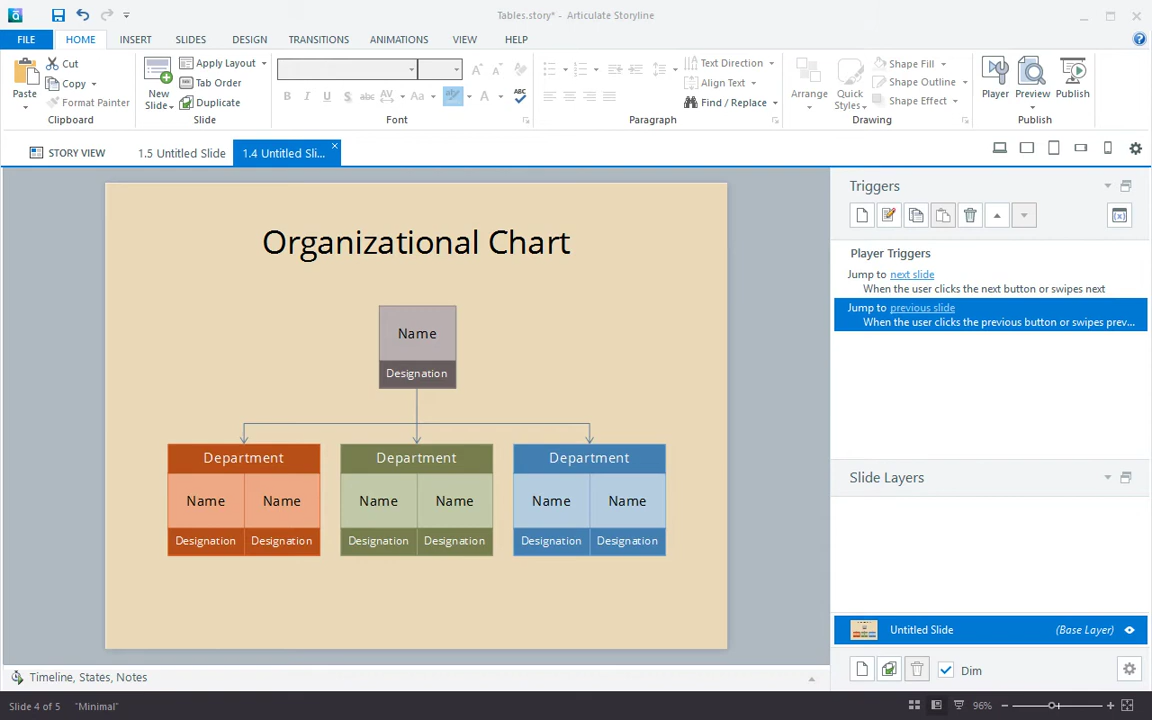 Tables.story* - Articulate Storyline
FILE HOME INSERT SLIDES DESIGN TRANSITIONS ANIMATIONS VIEW HELP
Paste
Cut
Copy
Format Painter
Clipboard
New
Slide
Apply Layout
Tab Order
Duplicate
Slide
B I U S abc AV Aa A
ABC
Font
Text Direction
Align Text
Find / Replace
Paragraph
Arrange
Quick
Styles
Shape Fill
Shape Outline
Shape Effect
Drawing
Player
Preview
Publish
Publish
STORY VIEW
1.5 Untitled Slide
1.4 Untitled Sli...
Organizational Chart
Name
Designation
Department Department Department
Name Name Name Name Name Name
Designation Designation Designation Designation Designation Designation
Triggers
Player Triggers
Jump to next slide
When the user clicks the next button or swipes next
Jump to previous slide
When the user clicks the previous button or swipes prev...
Slide Layers
Untitled Slide (Base Layer)
Dim
Timeline, States, Notes
Slide 4 of 5 "Minimal"
96%